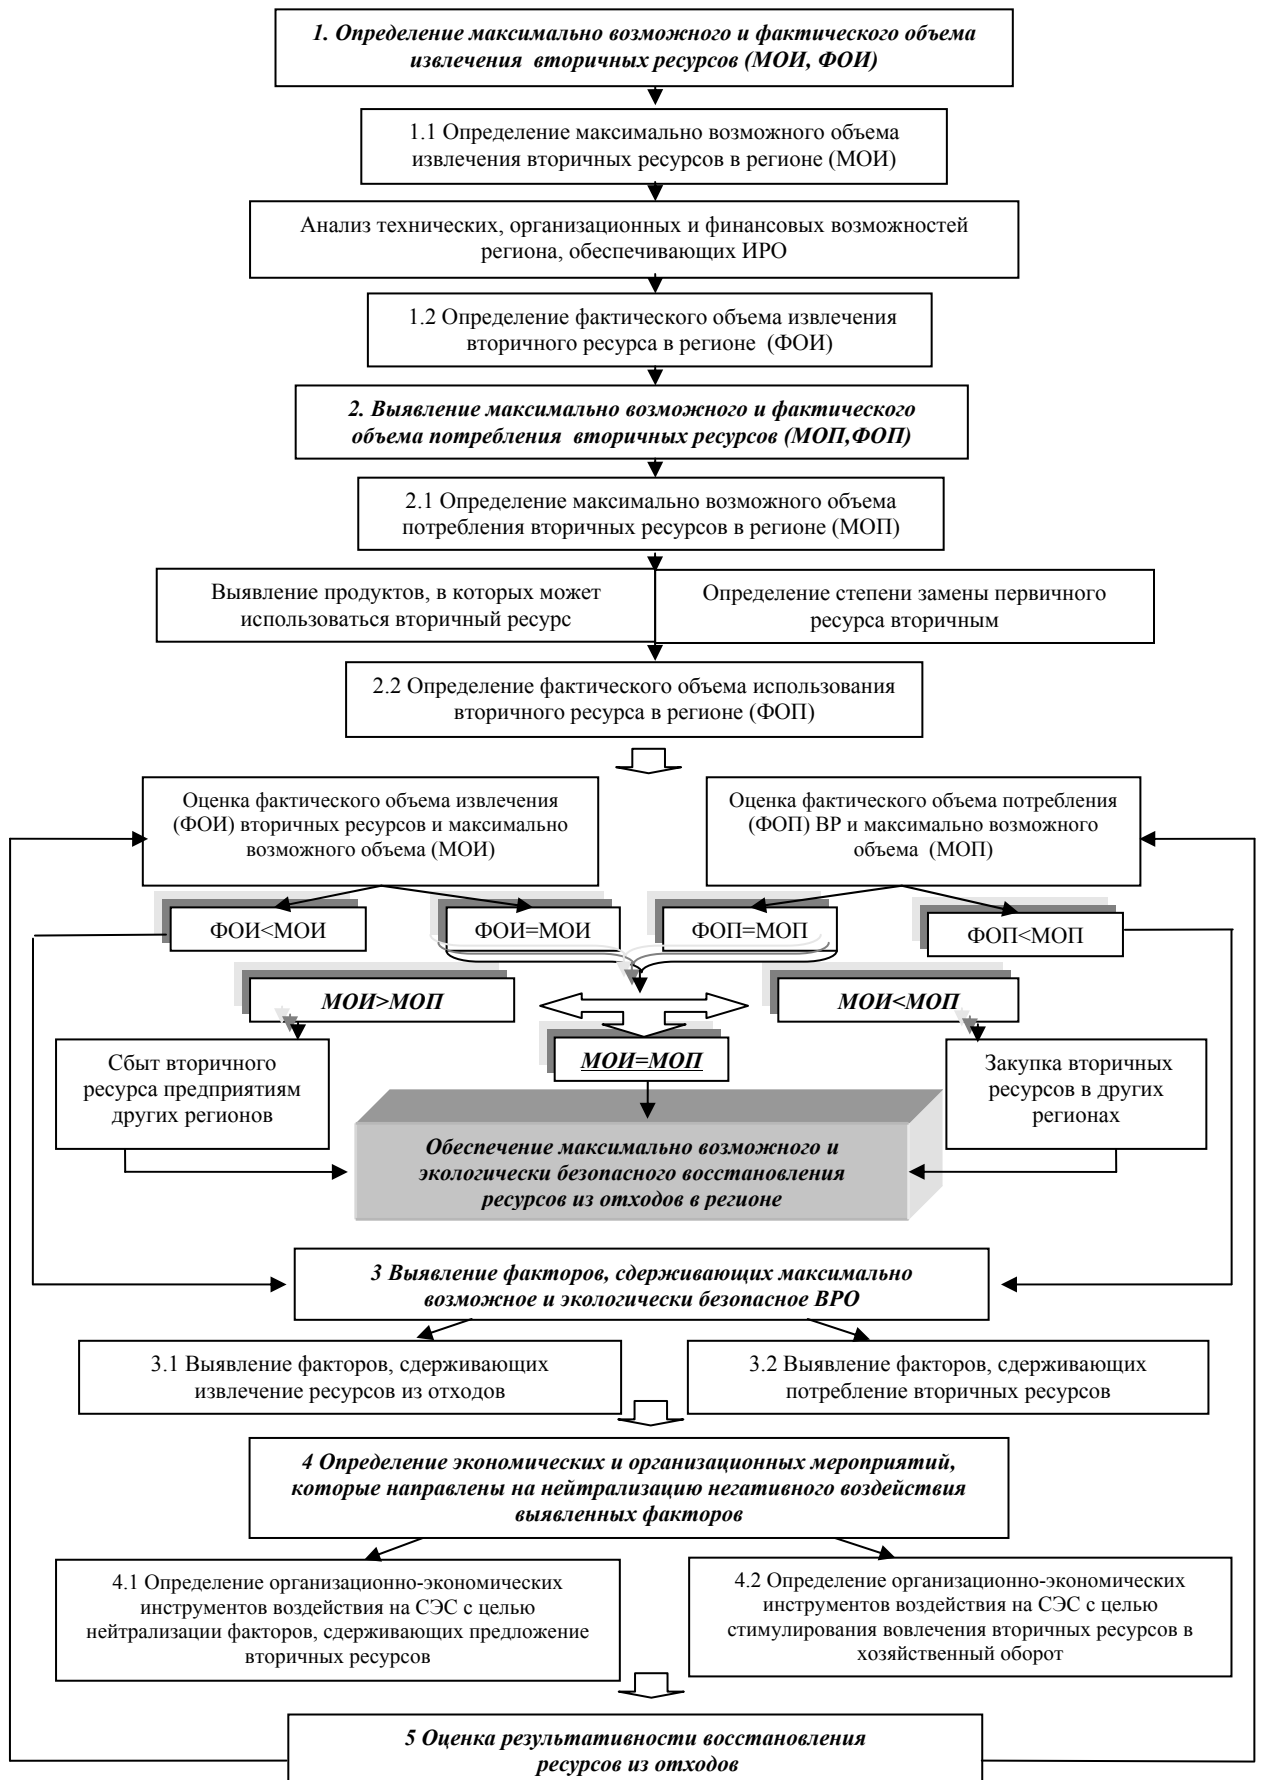 1. Определение максимально возможного и фактического объема
извлечения вторичных ресурсов (МОИ, ФОИ)
1.1 Определение максимально возможного объема
извлечения вторичных ресурсов в регионе (МОИ)
Анализ технических, организационных и финансовых возможностей
региона, обеспечивающих ИРО
1.2 Определение фактического объема извлечения
вторичного ресурса в регионе (ФОИ)
2. Выявление максимально возможного и фактического
объема потребления вторичных ресурсов (МОП,ФОП)
2.1 Определение максимально возможного объема
потребления вторичных ресурсов в регионе (МОП)
Выявление продуктов, в которых может
использоваться вторичный ресурс
Определение степени замены первичного
ресурса вторичным
2.2 Определение фактического объема использования
вторичного ресурса в регионе (ФОП)
Оценка фактического объема извлечения
(ФОИ) вторичных ресурсов и максимально
возможного объема (МОИ)
Оценка фактического объема потребления
(ФОП) ВР и максимально возможного
объема (МОП)
ФОИ<МОИ
ФОИ=МОИ
ФОП=МОП
ФОП<МОП
МОИ>МОП
МОИ<МОП
МОИ=МОП
Сбыт вторичного
ресурса предприятиям
других регионов
Закупка вторичных
ресурсов в других
регионах
Обеспечение максимально возможного и
экологически безопасного восстановления
ресурсов из отходов в регионе
3 Выявление факторов, сдерживающих максимально
возможное и экологически безопасное ВРО
3.1 Выявление факторов, сдерживающих
извлечение ресурсов из отходов
3.2 Выявление факторов, сдерживающих
потребление вторичных ресурсов
4 Определение экономических и организационных мероприятий,
которые направлены на нейтрализацию негативного воздействия
выявленных факторов
4.1 Определение организационно-экономических
инструментов воздействия на СЭС с целью
нейтрализации факторов, сдерживающих предложение
вторичных ресурсов
4.2 Определение организационно-экономических
инструментов воздействия на СЭС с целью
стимулирования вовлечения вторичных ресурсов в
хозяйственный оборот
5 Оценка результативности восстановления
ресурсов из отходов